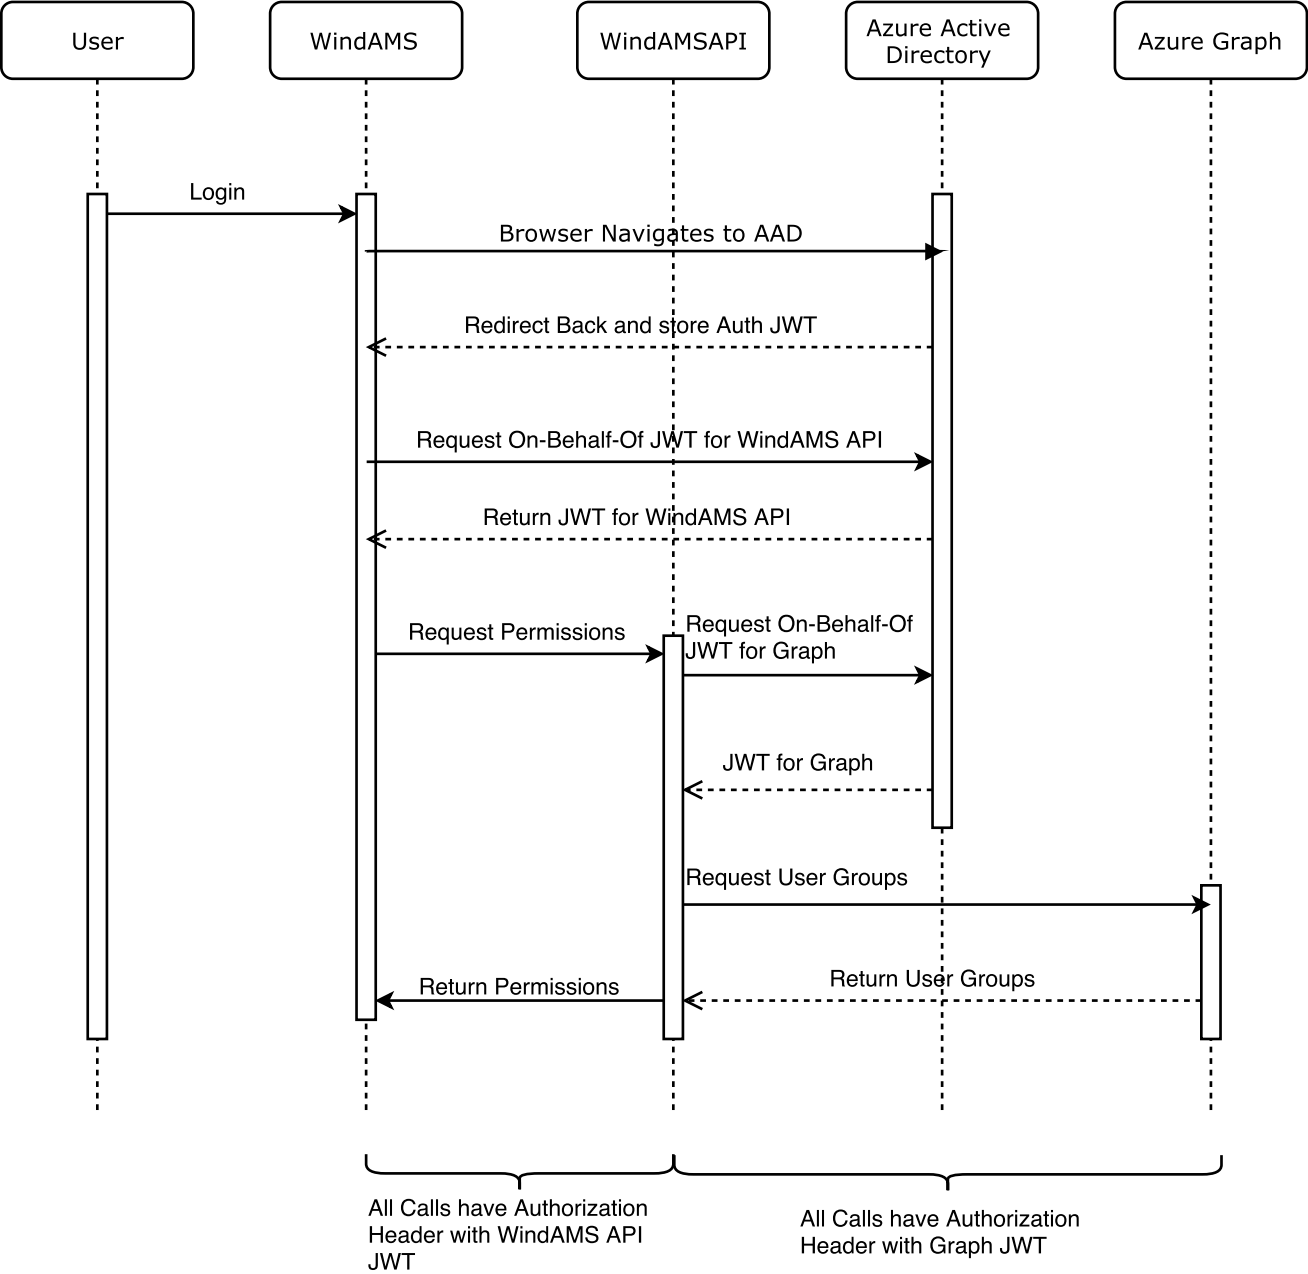 User
WindAMS
WindAMSAPI
Azure Active
Directory
Azure Graph
Login
Browser Navigates to AAD
Redirect Back and store Auth JWT
Request On-Behalf-Of JWT for WindAMS API
Return JWT for WindAMS API
Request Permissions
Request On-Behalf-Of
JWT for Graph
JWT for Graph
Request User Groups
Return User Groups
Return Permissions
All Calls have Authorization
Header with WindAMS API
JWT
All Calls have Authorization
Header with Graph JWT